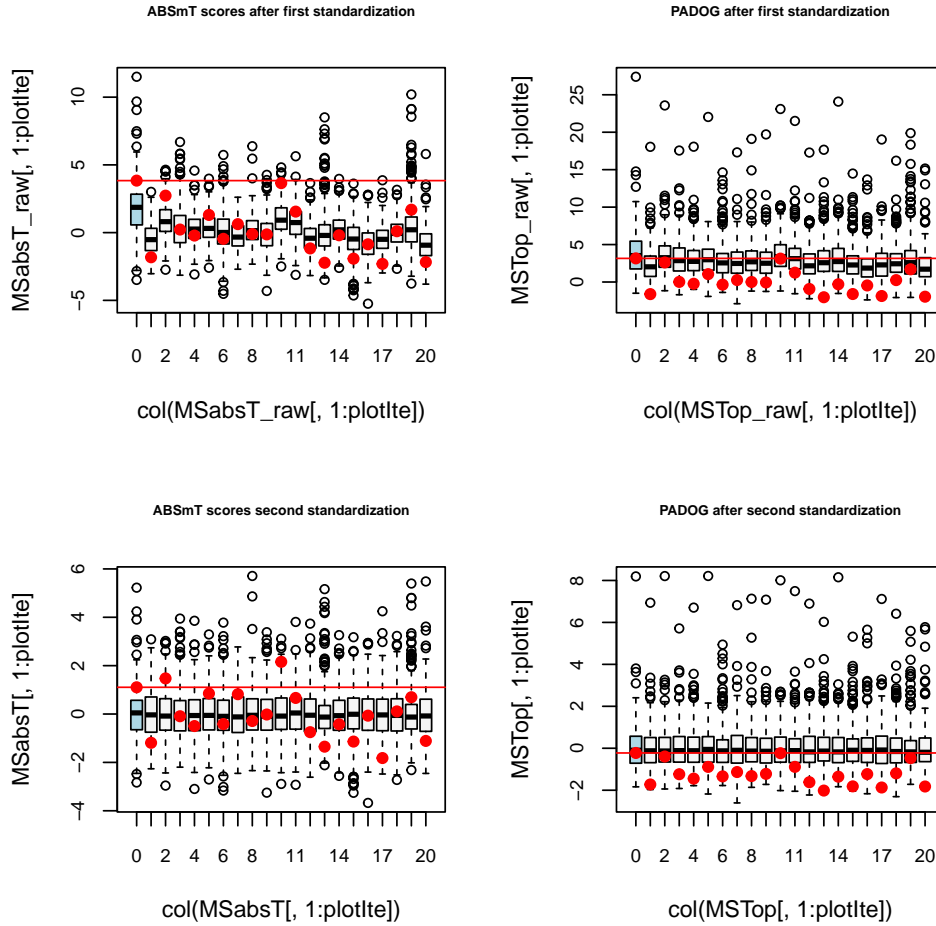 ABSmT scores after first standardization
MSabsT_raw[, 1:plotIte]
10
5
0
−5
0 2 4 6 8 11 14 17 20
col(MSabsT_raw[, 1:plotIte])
PADOG after first standardization
MSTop_raw[, 1:plotIte]
25
20
15
10
5
0
0 2 4 6 8 11 14 17 20
col(MSTop_raw[, 1:plotIte])
ABSmT scores second standardization
MSabsT[, 1:plotIte]
6
4
2
0
−2
−4
0 2 4 6 8 11 14 17 20
col(MSabsT[, 1:plotIte])
PADOG after second standardization
MSTop[, 1:plotIte]
8
6
4
2
0
−2
0 2 4 6 8 11 14 17 20
col(MSTop[, 1:plotIte])